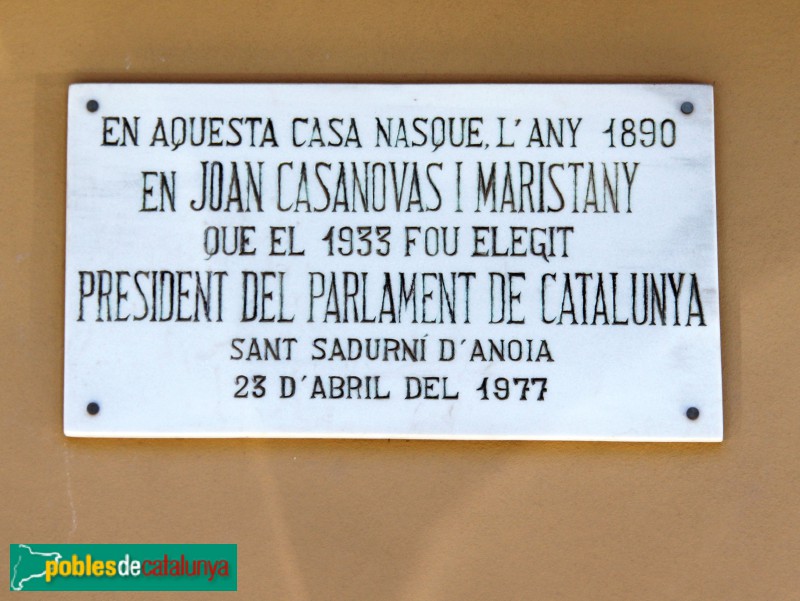 EN AQUESTA CASA NASQUE, L'ANY 1890
EN JOAN CASANOVAS I MARISTANY
QUE EL 1933 FOU ELEGIT
PRESIDENT DEL PARLAMENT DE CATALUNYA
SANT SADURNÍ D'ANOIA
23 D'ABRIL DEL 1977
poblesdecatalunya